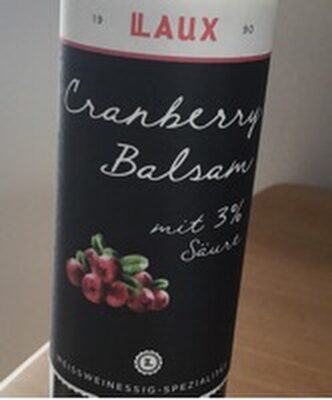 19 LAUX 90
Cranberry
Balsam
mit 3%
Säure
WEISSWEINESSIG-SPEZIALITÄT